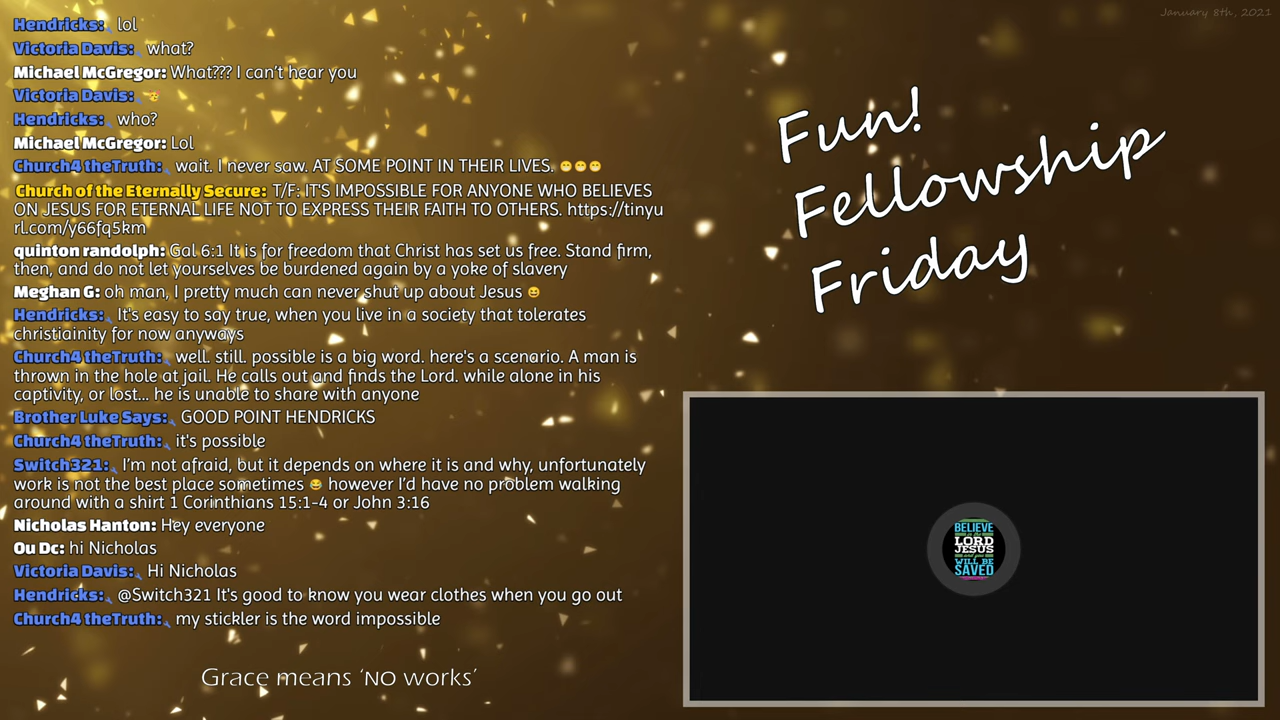 Hendricks: lol
Victoria Davis: what?
Michael McGregor: What??? I can't hear you
Victoria Davis: 🥳
Hendricks: who?
Michael McGregor: Lol
Church4 theTruth: wait. I never saw. AT SOME POINT IN THEIR LIVES. 😁😁😁
Church of the Eternally Secure: T/F: IT'S IMPOSSIBLE FOR ANYONE WHO BELIEVES
ON JESUS FOR ETERNAL LIFE NOT TO EXPRESS THEIR FAITH TO OTHERS. https://tinyu
rl.com/y66fq5km
quinton randolph: Gal 6:1 It is for freedom that Christ has set us free. Stand firm,
then, and do not let yourselves be burdened again by a yoke of slavery
Meghan G: oh man, I pretty much can never shut up about Jesus 😆
Hendricks: It's easy to say true, when you live in a society that tolerates
christiainity for now anyways
Church4 theTruth: well. still. possible is a big word. here's a scenario. A man is
thrown in the hole at jail. He calls out and finds the Lord. while alone in his
captivity, or lost... he is unable to share with anyone
Brother Luke Says: GOOD POINT HENDRICKS
Church4 theTruth: it's possible
Switch321: I'm not afraid, but it depends on where it is and why, unfortunately
work is not the best place sometimes 😂 however I'd have no problem walking
around with a shirt 1 Corinthians 15:1-4 or John 3:16
Nicholas Hanton: Hey everyone
Ou Dc: hi Nicholas
Victoria Davis: Hi Nicholas
Hendricks: @Switch321 It's good to know you wear clothes when you go out
Church4 theTruth: my stickler is the word impossible
Grace means 'NO works'
January 8th, 2021
Fun!
Fellowship
Friday
BELIEVE
LORD
JESUS
WILL BE
SAVED